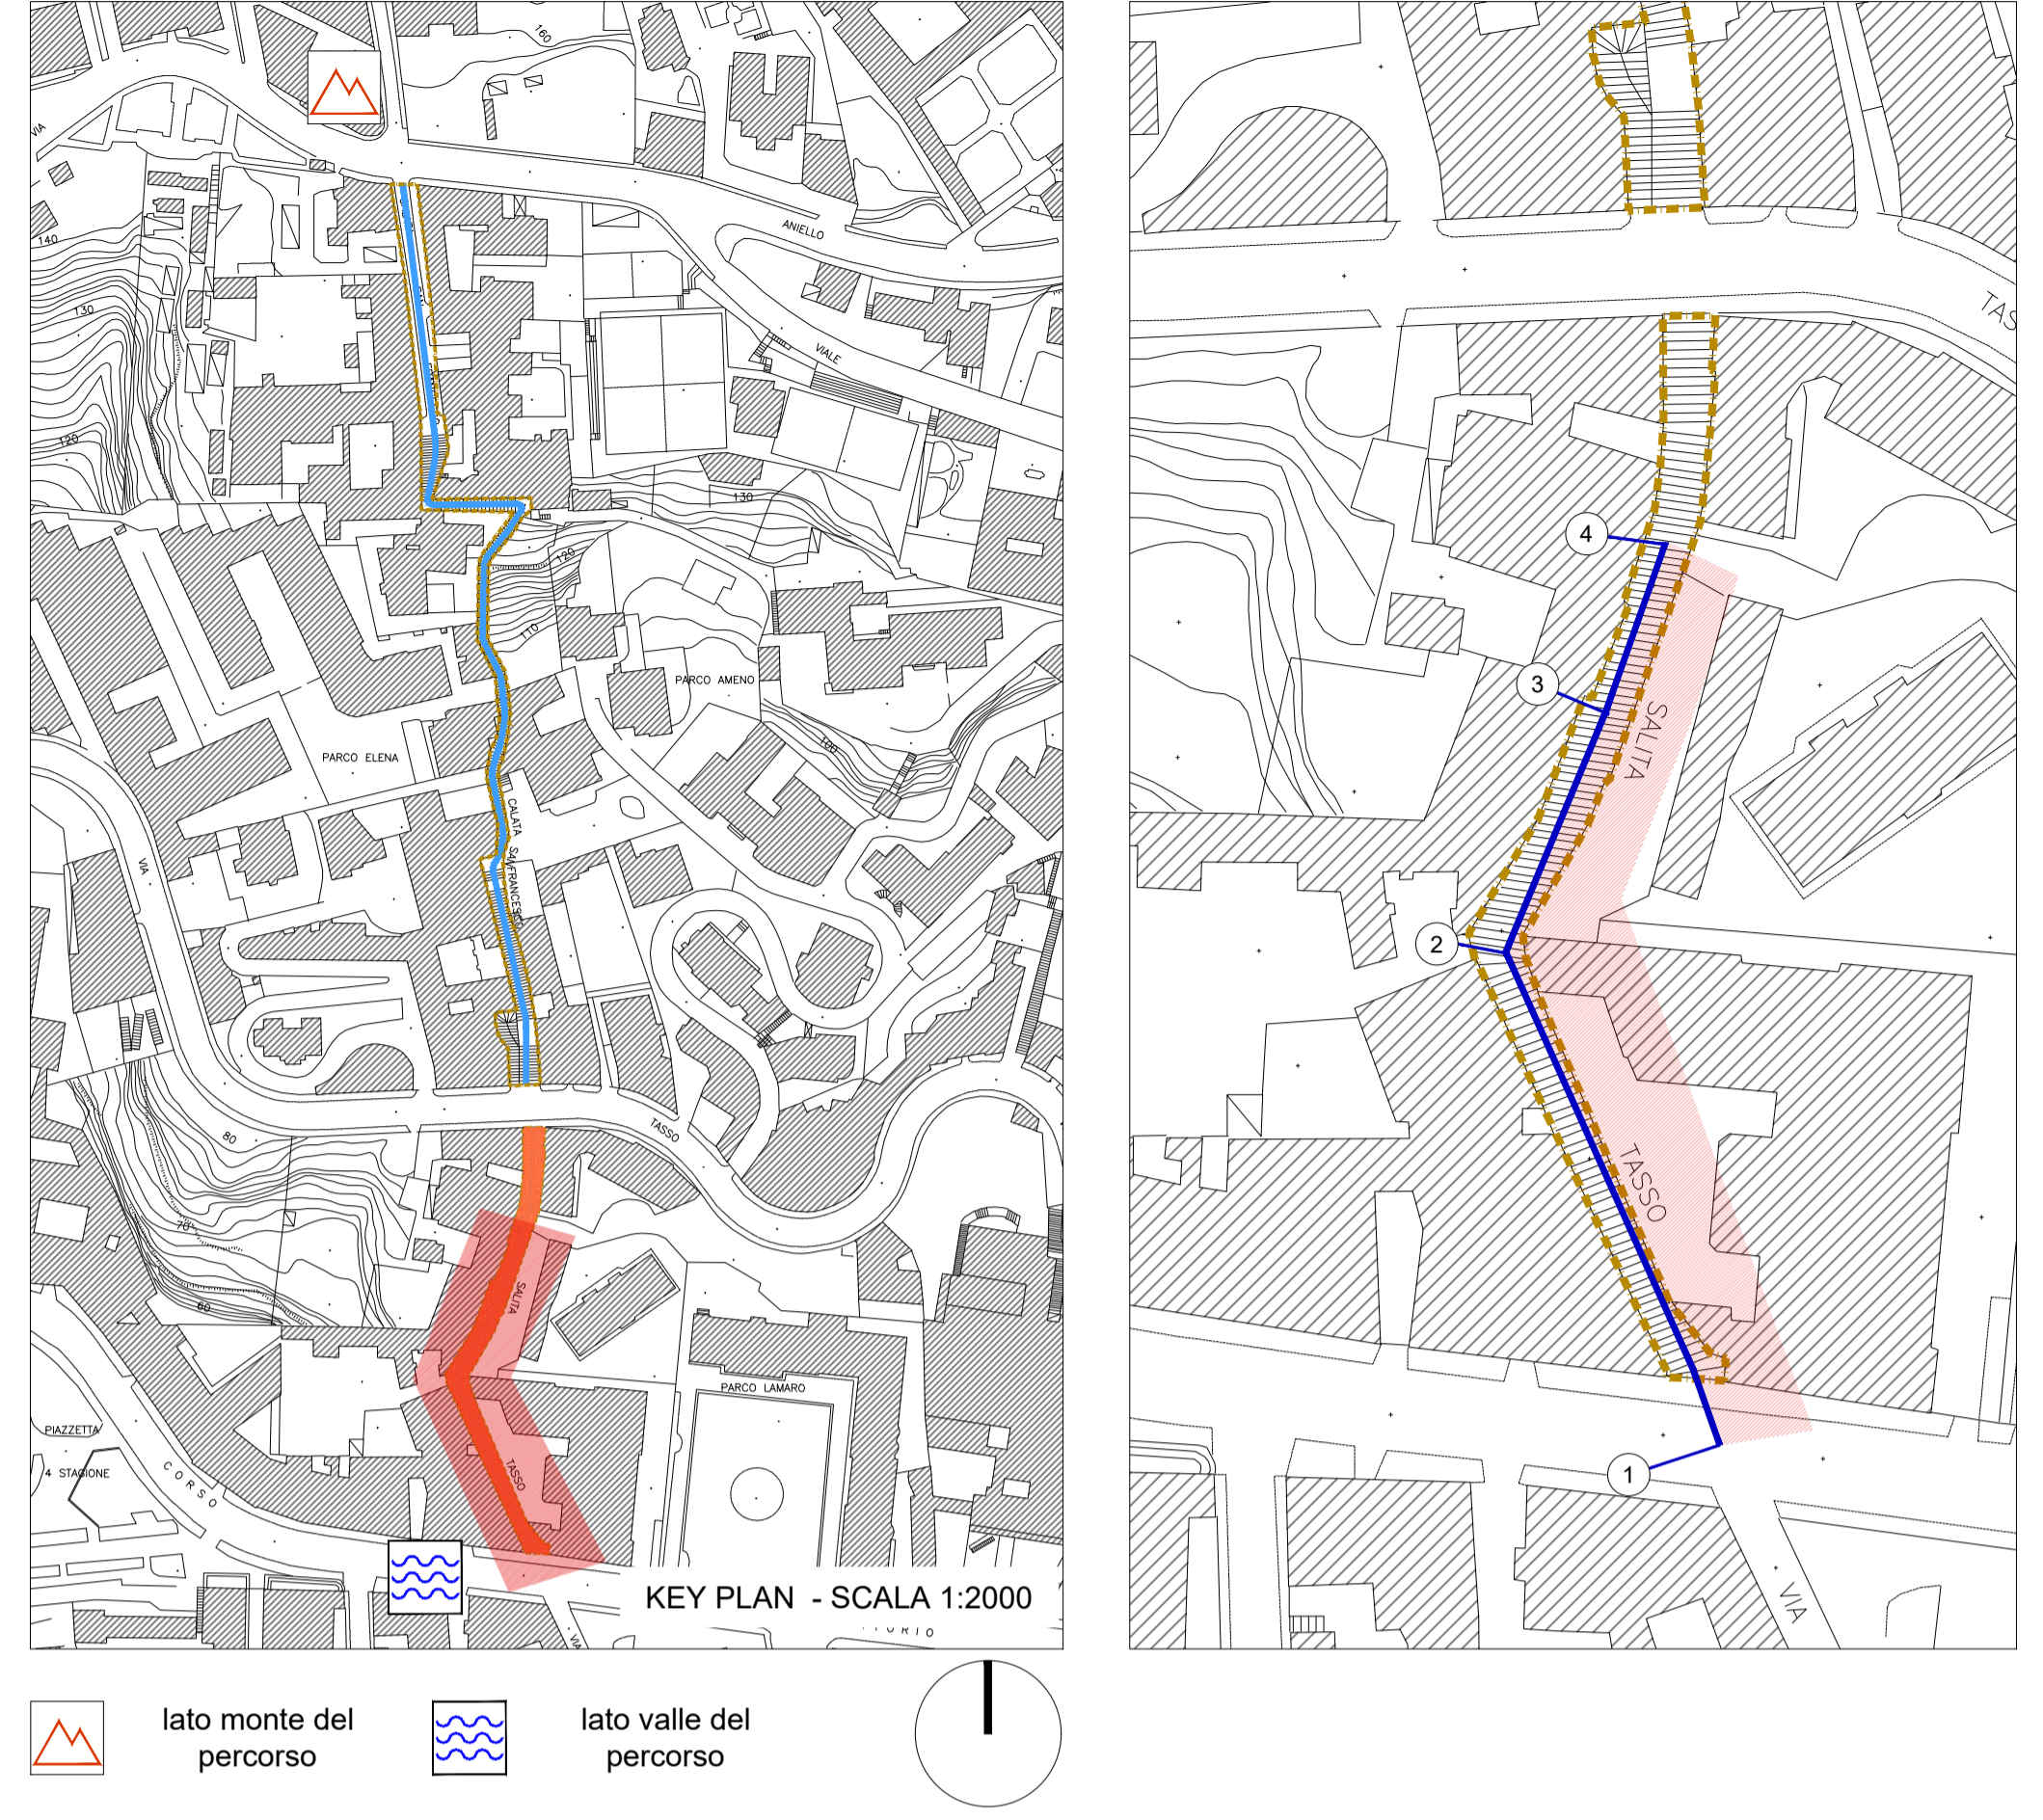 160
VIA
140
ANIELLO
130
VIALE
120
130
120
110
PARCO AMENO
PARCO ELENA
100
CALATA SAN FRANCESCO
VIA
80
TASSO
70
SALITA
60
PARCO LAMARO
PIAZZETTA
4 STAGIONE
CORSO
TASSO
KEY PLAN - SCALA 1:2000
VIA
TAS
4
3
SALITA
2
TASSO
1
VIA
lato monte del
percorso
lato valle del
percorso